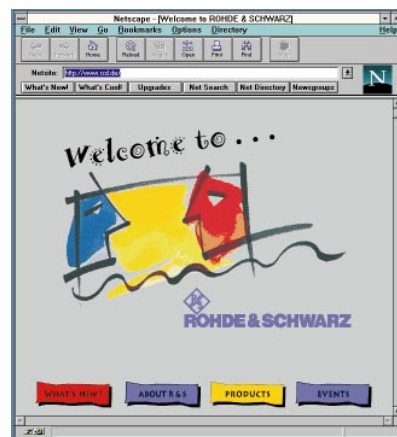 Netscape - [Welcome to ROHDE & SCHWARZ]
File Edit View Go Bookmarks Options Directory Help
Home Reload Open Print Find
Netsite: http://www.rsd.de/
What's New! What's Cool! Upgrades Net Search Net Directory Newsgroups
N
Welcome to ...
ROHDE & SCHWARZ
WHAT'S NEW? ABOUT R & S PRODUCTS EVENTS